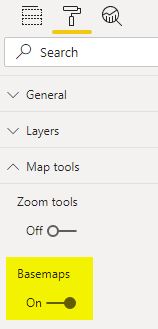 Search
General
Layers
Map tools
Zoom tools
Off
Basemaps
On